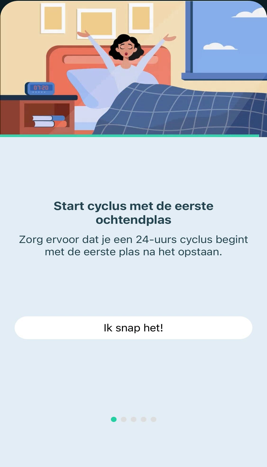 Start cyclus met de eerste
ochtendplas
Zorg ervoor dat je een 24-uurs cyclus begint
met de eerste plas na het opstaan.
Ik snap het!